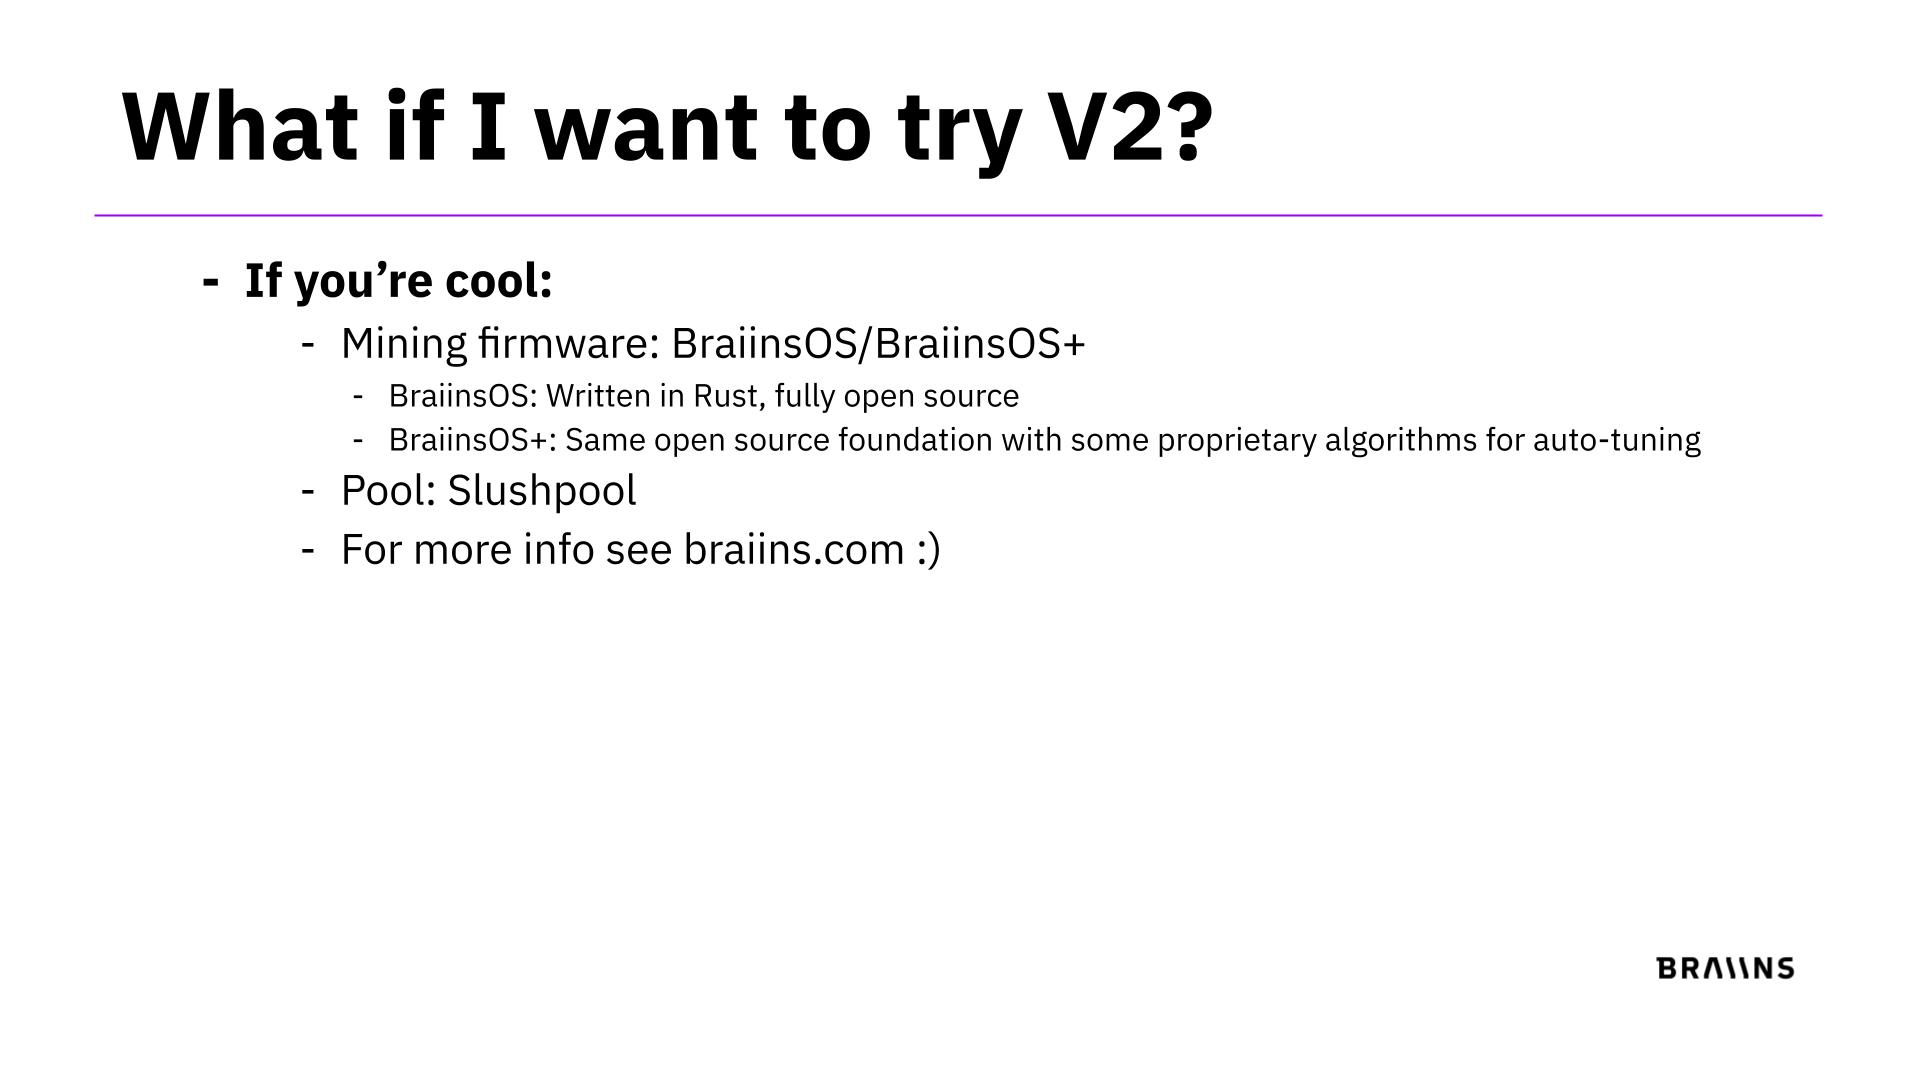 What if I want to try V2?
- If you’re cool:
- Mining firmware: BraiinsOS/BraiinsOS+
- BraiinsOS: Written in Rust, fully open source
- BraiinsOS+: Same open source foundation with some proprietary algorithms for auto-tuning
- Pool: Slushpool
- For more info see braiins.com :)
BRAIINS